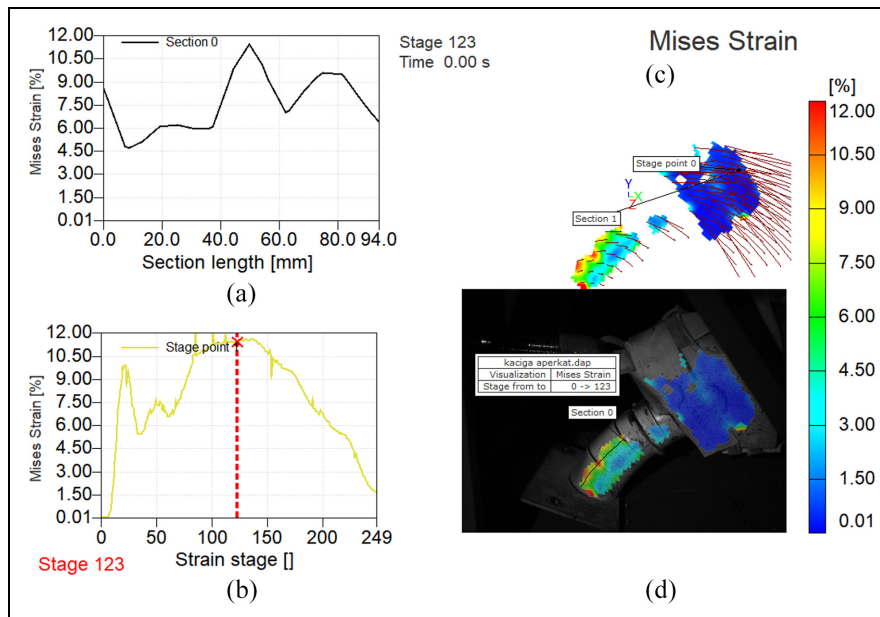 12.00
10.50
9.00
7.50
6.00
4.50
3.00
1.50
0.01
Mises Strain [%]
Section 0
0.0
20.0
40.0
60.0
80.0 94.0
Section length [mm]
(a)
Stage 123
Time 0.00 s
Mises Strain
(c)
[%]
12.00
10.50
9.00
7.50
6.00
4.50
3.00
1.50
0.01
Stage point 0
Y
X
Z
Section 1
12.00
10.50
9.00
7.50
6.00
4.50
3.00
1.50
0.01
Mises Strain [%]
Stage point 1
0
50
100
150
200
249
Strain stage []
Stage 123
(b)
kaciga aperkat.dap
Visualization Mises Strain
Stage from to 0 -> 123
Section 0
(d)